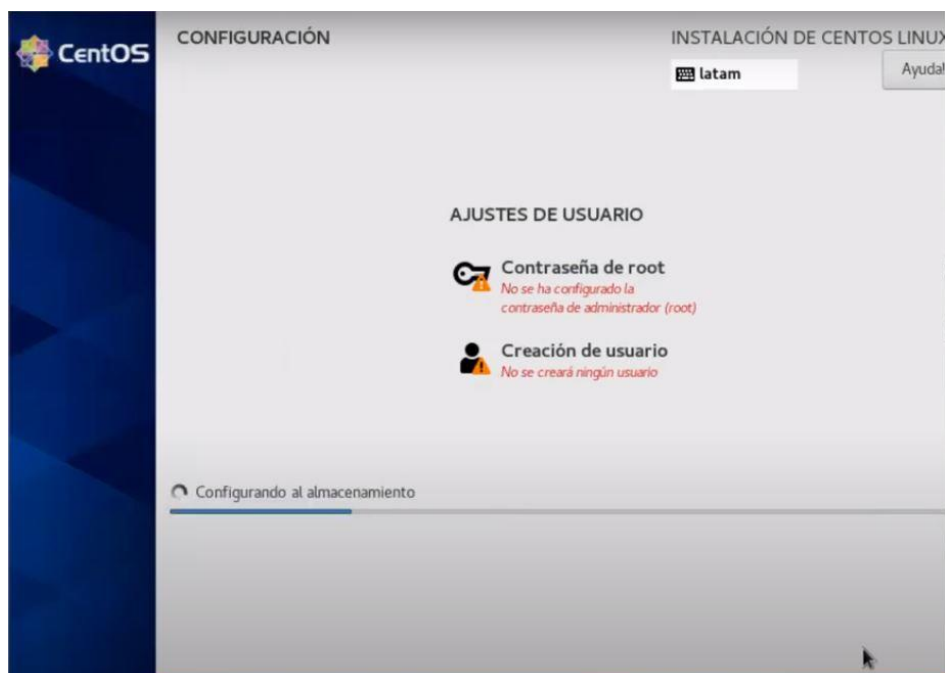 CentOS
CONFIGURACIÓN
INSTALACIÓN DE CENTOS LINUX
latam
Ayuda!
AJUSTES DE USUARIO
Contraseña de root
No se ha configurado la
contraseña de administrador (root)
Creación de usuario
No se creará ningún usuario
Configurando al almacenamiento